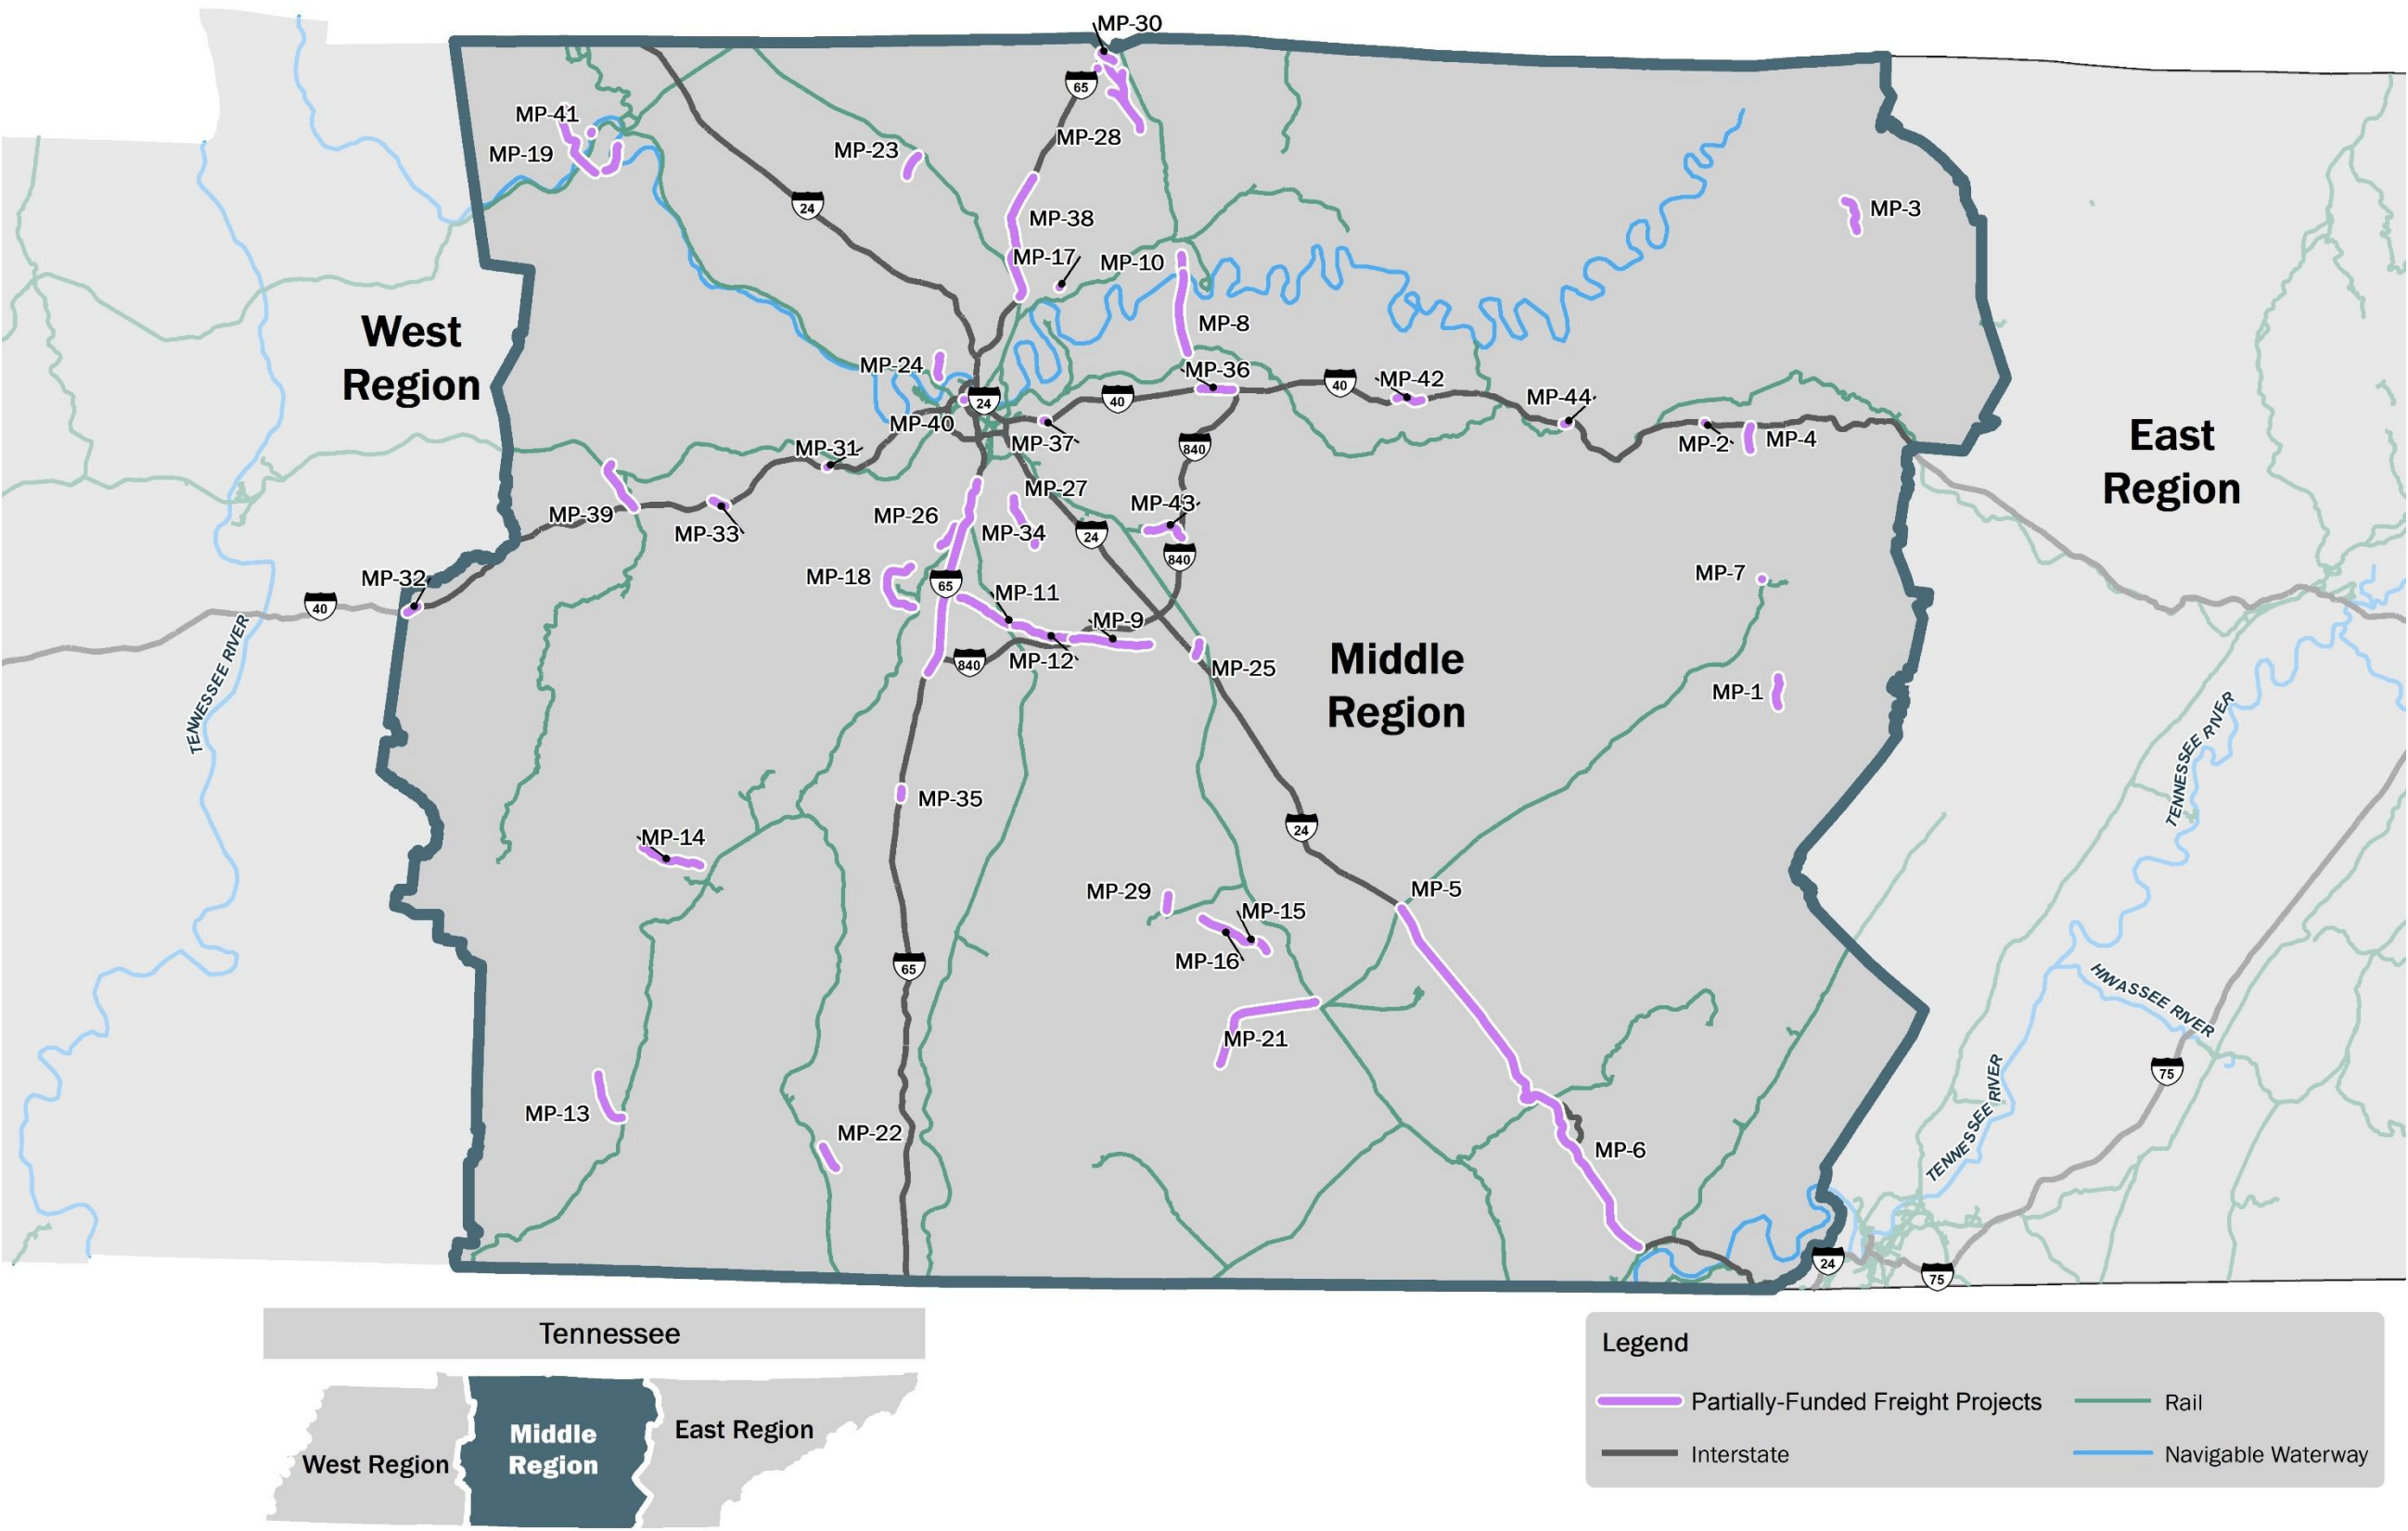 MP-30
65
MP-41
MP-28
MP-19
MP-23
24
MP-3
MP-38
MP-17
MP-10
West
Region
MP-8
MP-24
MP-36
40
MP-42
24
40
MP-44
MP-40
MP-37
MP-2
MP-4
East
Region
MP-31
840
MP-27
MP-43
MP-39
MP-26
MP-33
MP-34
24
840
MP-32
MP-18
MP-7
65
40
MP-11
MP-9
840
MP-12
MP-25
Middle
Region
MP-1
TENNESSEE RIVER
TENNESSEE RIVER
MP-35
24
MP-14
MP-29
MP-5
MP-15
MP-16
65
HIWASSEE RIVER
MP-21
75
MP-13
MP-22
MP-6
TENNESSEE RIVER
24
75
Tennessee
West Region
Middle
Region
East Region
Legend
Partially-Funded Freight Projects
Rail
Interstate
Navigable Waterway